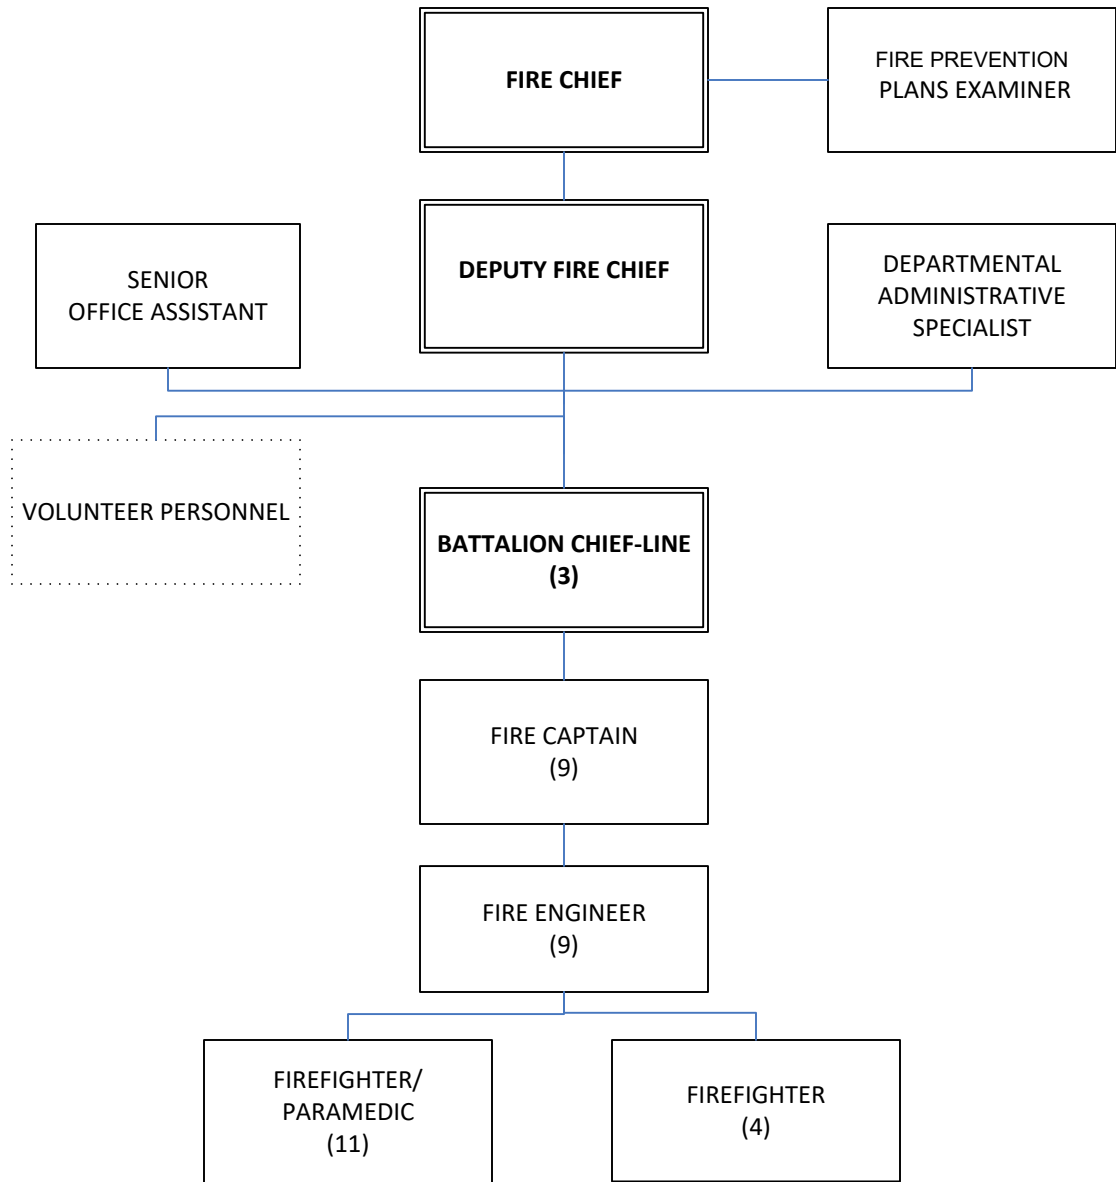 FIRE CHIEF
FIRE PREVENTION
PLANS EXAMINER
SENIOR
OFFICE ASSISTANT
DEPUTY FIRE CHIEF
DEPARTMENTAL
ADMINISTRATIVE
SPECIALIST
VOLUNTEER PERSONNEL
BATTALION CHIEF-LINE
(3)
FIRE CAPTAIN
(9)
FIRE ENGINEER
(9)
FIREFIGHTER/
PARAMEDIC
(11)
FIREFIGHTER
(4)